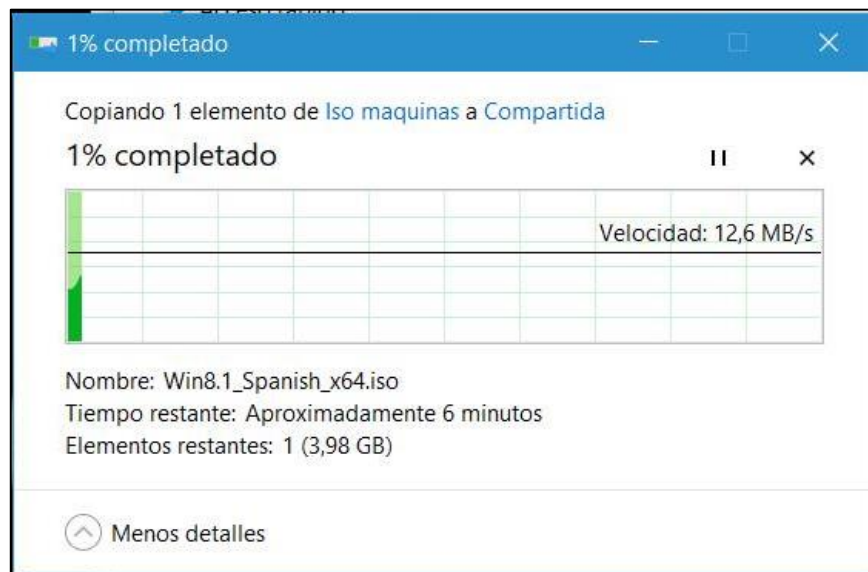 1% completado
Copiando 1 elemento de Iso maquinas a Compartida
1% completado
Velocidad: 12,6 MB/s
Nombre: Win8.1_Spanish_x64.iso
Tiempo restante: Aproximadamente 6 minutos
Elementos restantes: 1 (3,98 GB)
Menos detalles